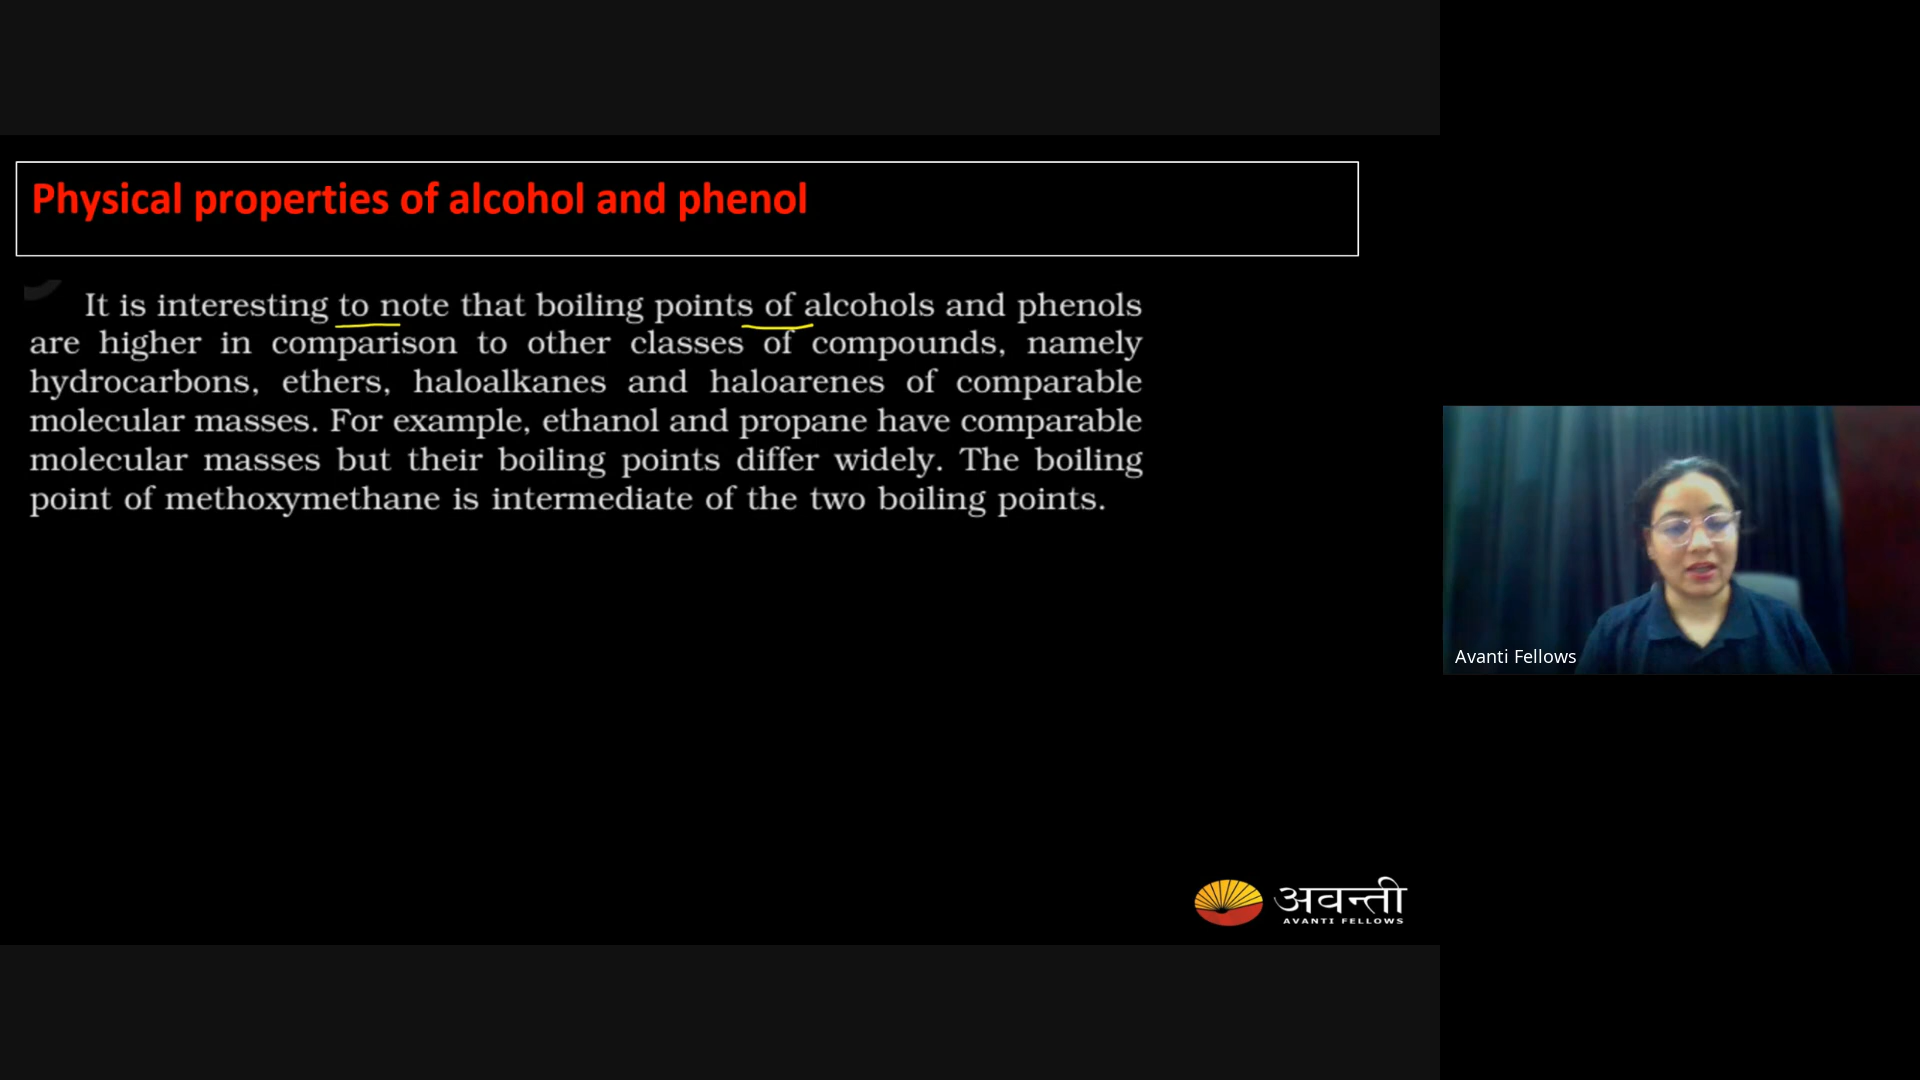 Physical properties of alcohol and phenol
It is interesting to note that boiling points of alcohols and phenols
are higher in comparison to other classes of compounds, namely
hydrocarbons, ethers, haloalkanes and haloarenes of comparable
molecular masses. For example, ethanol and propane have comparable
molecular masses but their boiling points differ widely. The boiling
point of methoxymethane is intermediate of the two boiling points.
Avanti Fellows
अवन्ती
AVANTI FELLOWS